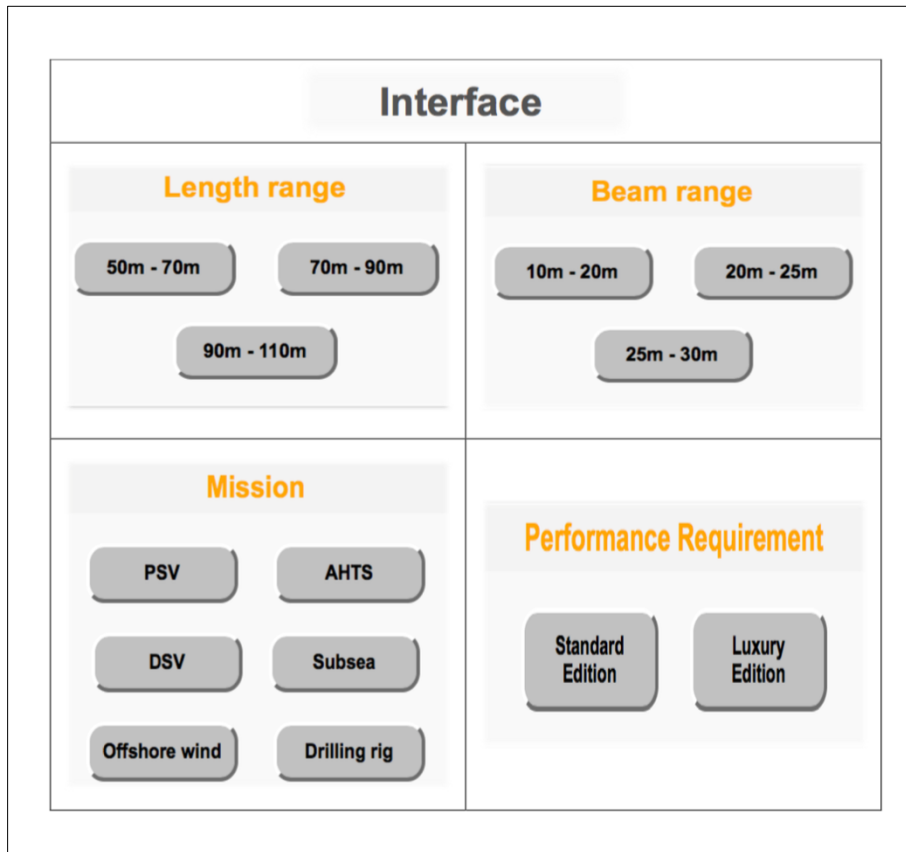 Interface
Length range
50m - 70m
70m - 90m
90m - 110m
Beam range
10m - 20m
20m - 25m
25m - 30m
Mission
PSV
AHTS
DSV
Subsea
Offshore wind
Drilling rig
Performance Requirement
Standard
Edition
Luxury
Edition